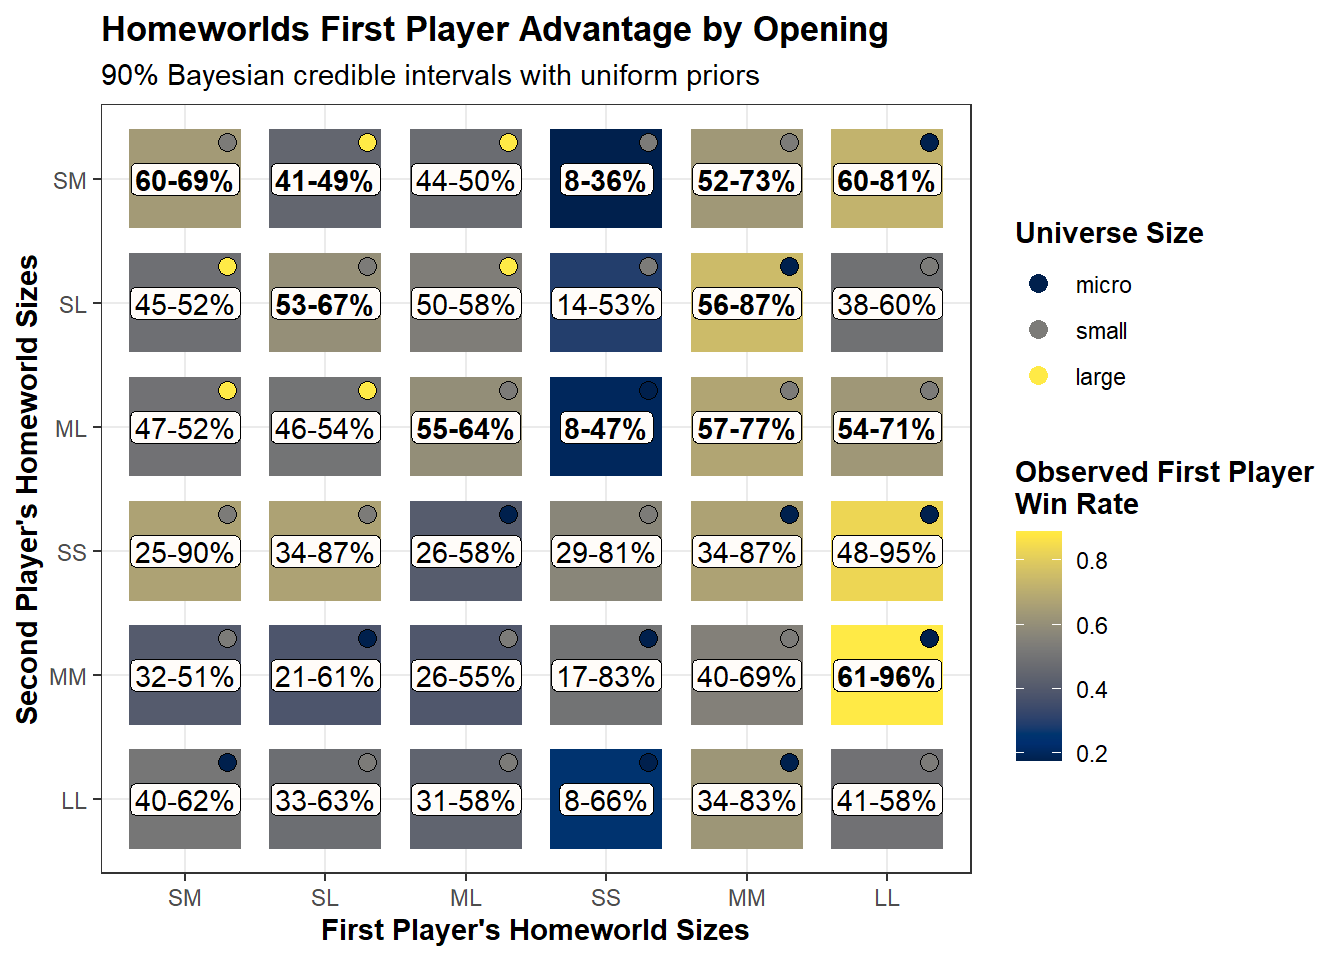 Homeworlds First Player Advantage by Opening
90% Bayesian credible intervals with uniform priors
Second Player's Homeworld Sizes
SM
60-69% 41-49% 44-50% 8-36% 52-73% 60-81%
SL
45-52% 53-67% 50-58% 14-53% 56-87% 38-60%
ML
47-52% 46-54% 55-64% 8-47% 57-77% 54-71%
SS
25-90% 34-87% 26-58% 29-81% 34-87% 48-95%
MM
32-51% 21-61% 26-55% 17-83% 40-69% 61-96%
LL
40-62% 33-63% 31-58% 8-66% 34-83% 41-58%
SM SL ML SS MM LL
First Player's Homeworld Sizes
Universe Size
micro
small
large
Observed First Player
Win Rate
0.8
0.6
0.4
0.2